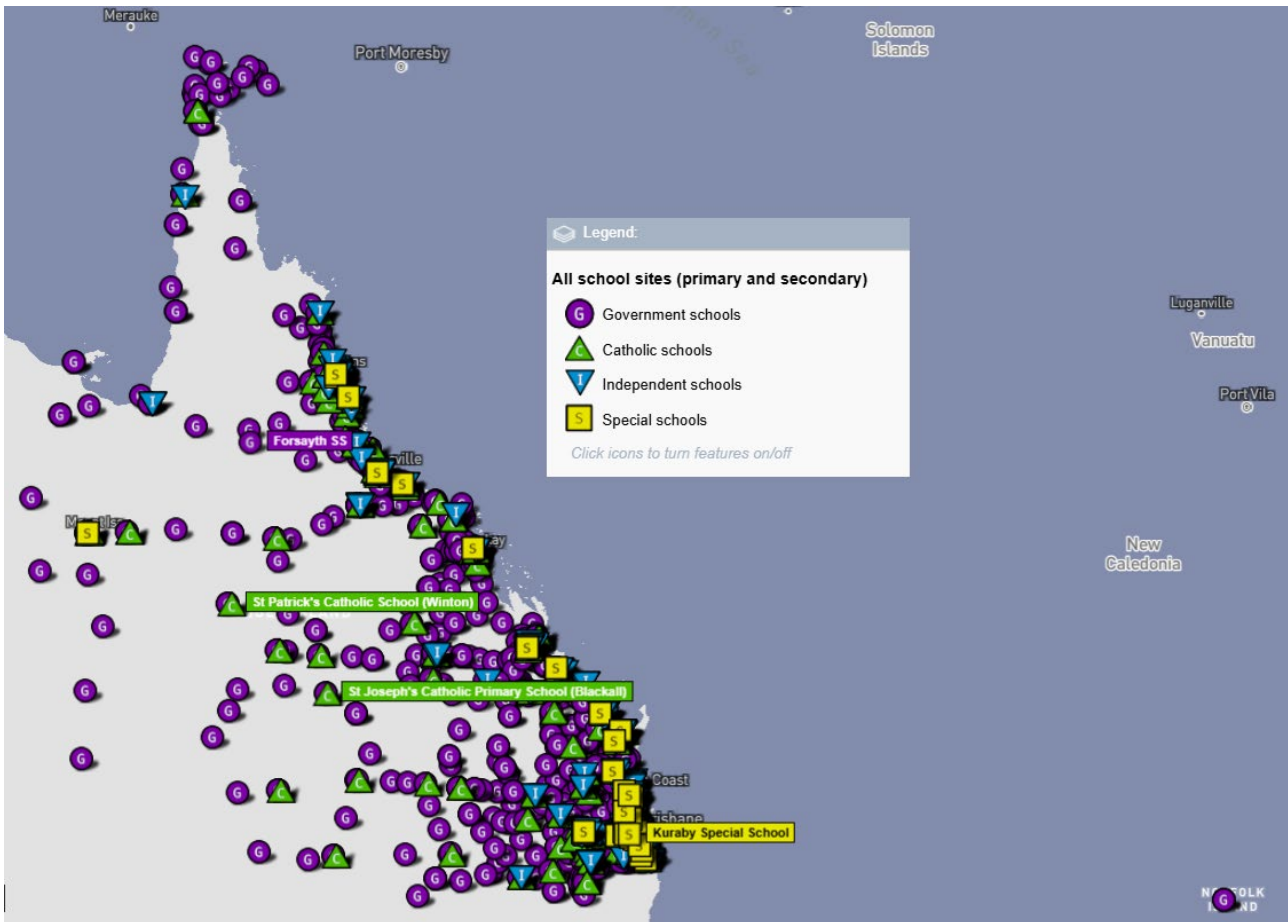 Merauke
Port Moresby
Solomon
Islands
Legend:
All school sites (primary and secondary)
G Government schools
C Catholic schools
I Independent schools
S Special schools
Click icons to turn features on/off
Luganville
Vanuatu
Port Vila
Forsayth SS
New
Caledonia
St Patrick's Catholic School (Winton)
St Joseph's Catholic Primary School (Blackall)
Coast
Kuraby Special School